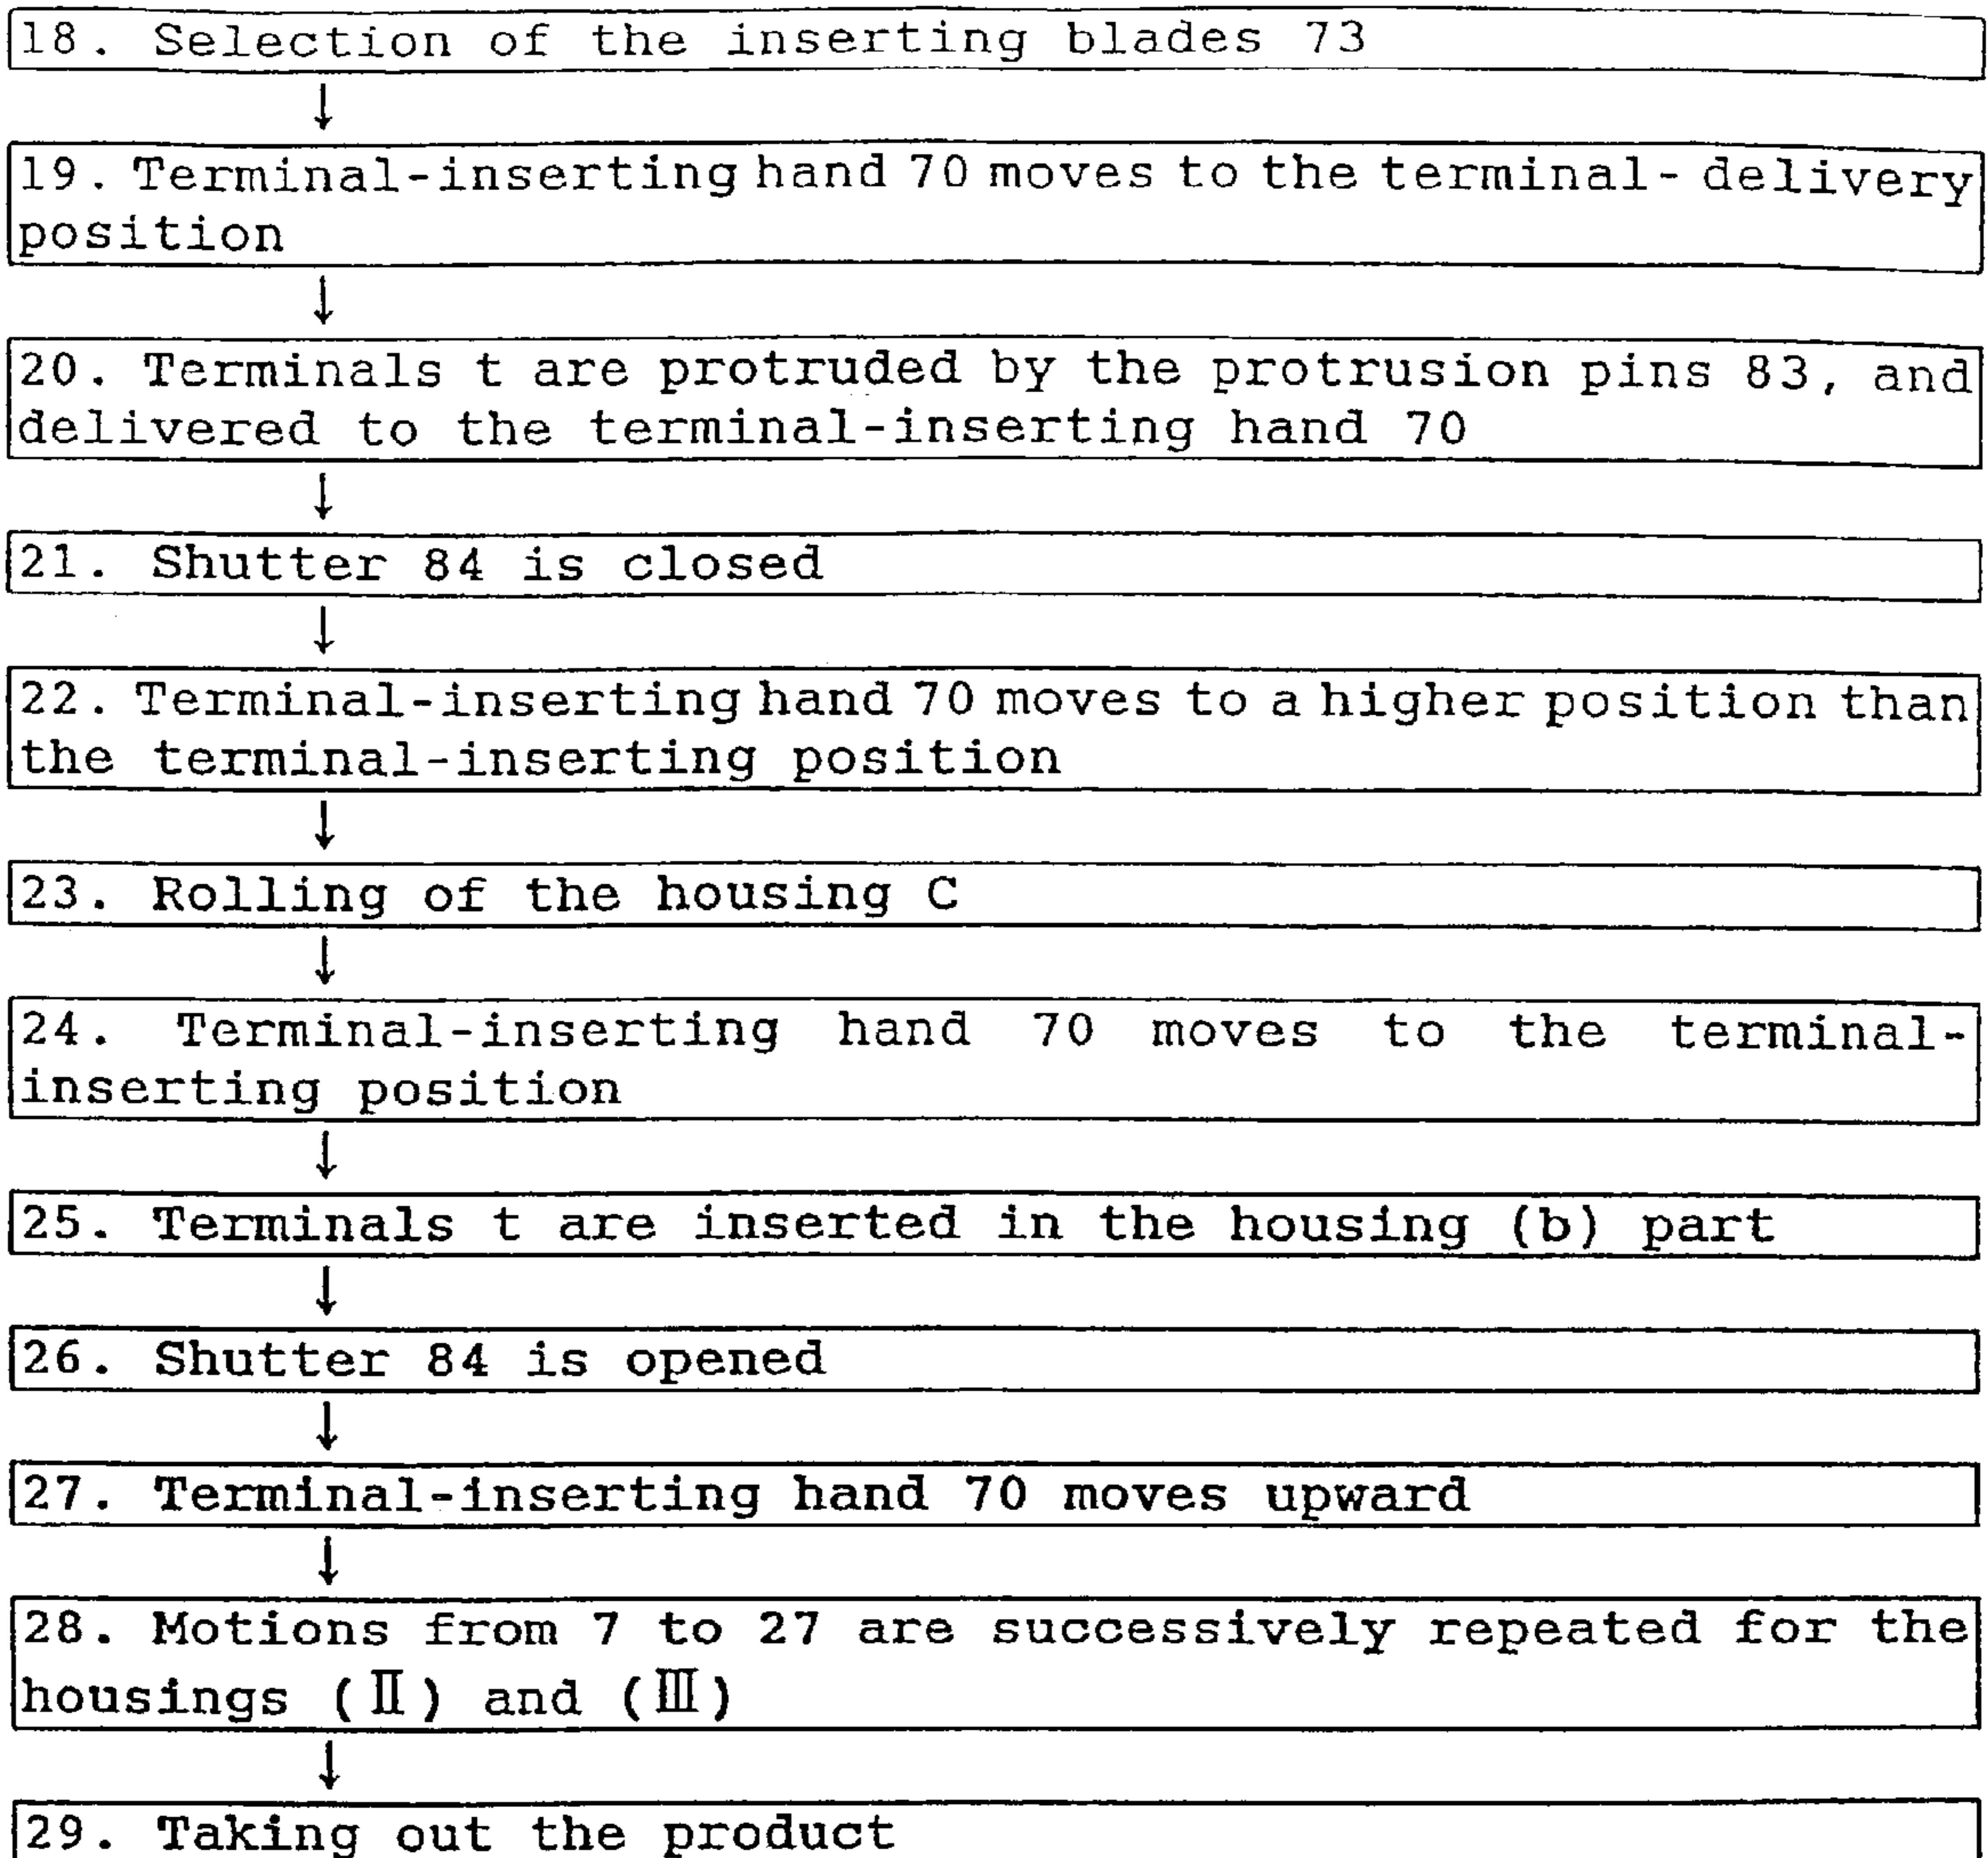 18. Selection of the inserting blades 73
↓
19. Terminal-inserting hand 70 moves to the terminal- delivery
position
↓
20. Terminals t are protruded by the protrusion pins 83, and
delivered to the terminal-inserting hand 70
↓
21. Shutter 84 is closed
↓
22. Terminal-inserting hand 70 moves to a higher position than
the terminal-inserting position
↓
23. Rolling of the housing C
↓
24. Terminal-inserting hand 70 moves to the terminal-
inserting position
↓
25. Terminals t are inserted in the housing (b) part
↓
26. Shutter 84 is opened
↓
27. Terminal-inserting hand 70 moves upward
↓
28. Motions from 7 to 27 are successively repeated for the
housings (Ⅱ) and (Ⅲ)
↓
29. Taking out the product